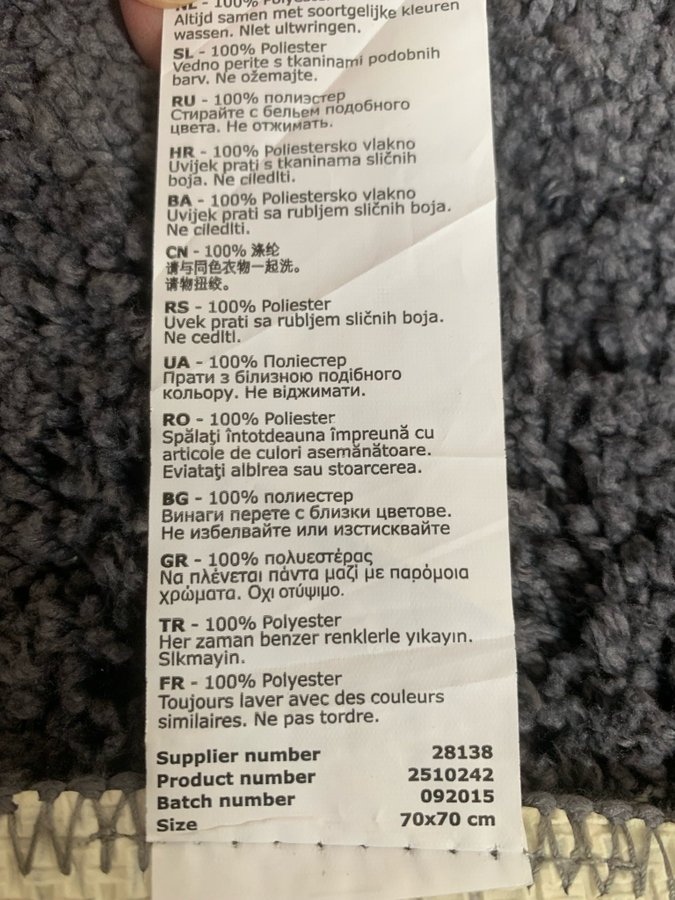 NL - 100% Polyester
Altijd samen met soortgelijke kleuren
wassen. NIet uitwringen.
SL - 100% Poliester
Vedno perite s tkaninami podobnih
barv. Ne ožemajte.
RU - 100% полиэстер
Стирайте с бельем подобного
цвета. Не отжимать.
HR - 100% Poliestersko vlakno
Uvijek prati s tkaninama sličnih
boja. Ne cIledIti.
BA - 100% Poliestersko vlakno
Uvijek prati sa rubljem sličnih boja.
Ne cIledIti.
CN - 100% 涤纶
请与同色衣物一起洗。
请物扭绞。
RS - 100% Poliester
Uvek prati sa rubljem sličnih boja.
Ne cedItI.
UA - 100% Поліестер
Прати з білизною подібного
кольору. Не віджимати.
RO - 100% Poliester
Spălaţi întotdeauna împreună cu
articole de culori asemănătoare.
Eviataţi albIrea sau stoarcerea.
BG - 100% полиестер
Винаги перете с близки цветове.
Не избелвайте или изстисквайте
GR - 100% πολυεστέρας
Να πλένεται πάντα μαζί με παρόμοια
χρώματα. Οχι στύψιμο.
TR - 100% Polyester
Her zaman benzer renklerle yıkayın.
SIkmayin.
FR - 100% Polyester
Toujours laver avec des couleurs
similaires. Ne pas tordre.
Supplier number 28138
Product number 2510242
Batch number 092015
Size 70x70 cm